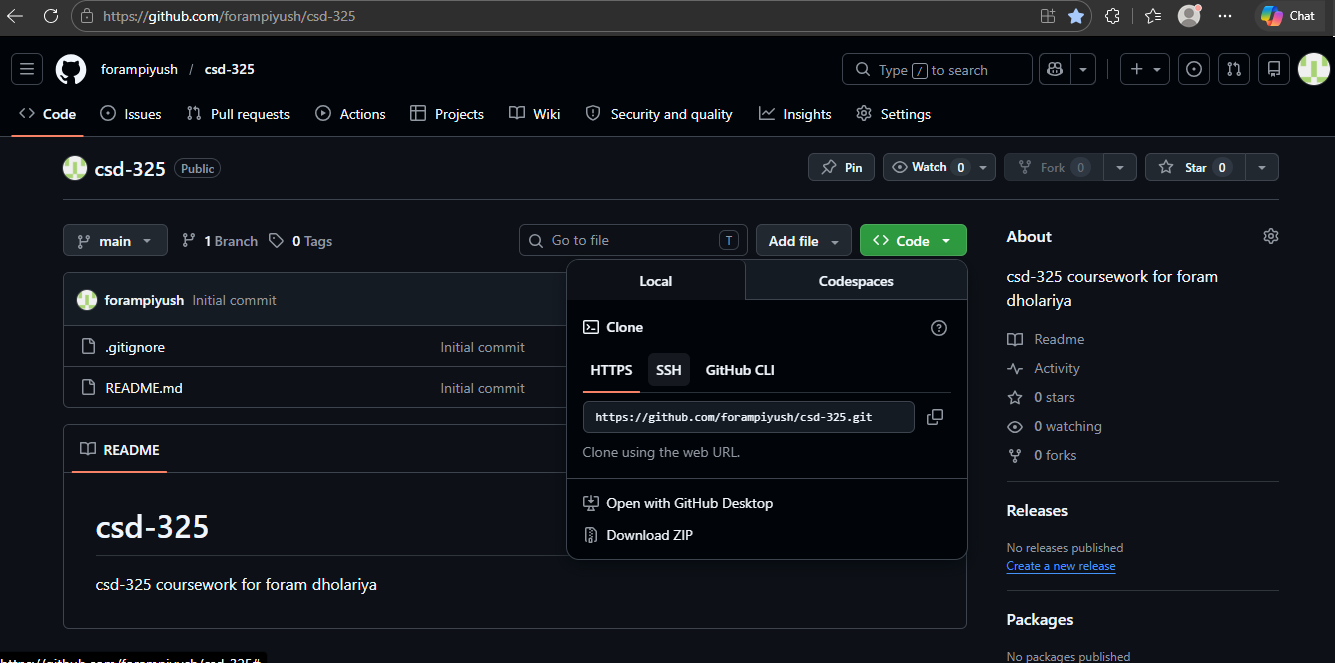 https://github.com/forampiyush/csd-325
Chat
forampiyush / csd-325
Type / to search
Code Issues Pull requests Actions Projects Wiki Security and quality Insights Settings
csd-325 Public
Pin Watch 0 Fork 0 Star 0
main 1 Branch 0 Tags
Go to file T Add file Code
forampiyush Initial commit
.gitignore Initial commit
README.md Initial commit
README
csd-325
csd-325 coursework for foram dholariya
Local Codespaces
Clone
HTTPS SSH GitHub CLI
https://github.com/forampiyush/csd-325.git
Clone using the web URL.
Open with GitHub Desktop
Download ZIP
About
csd-325 coursework for foram
dholariya
Readme
Activity
0 stars
0 watching
0 forks
Releases
No releases published
Create a new release
Packages
No packages published
https://github.com/forampiyush/csd-325#